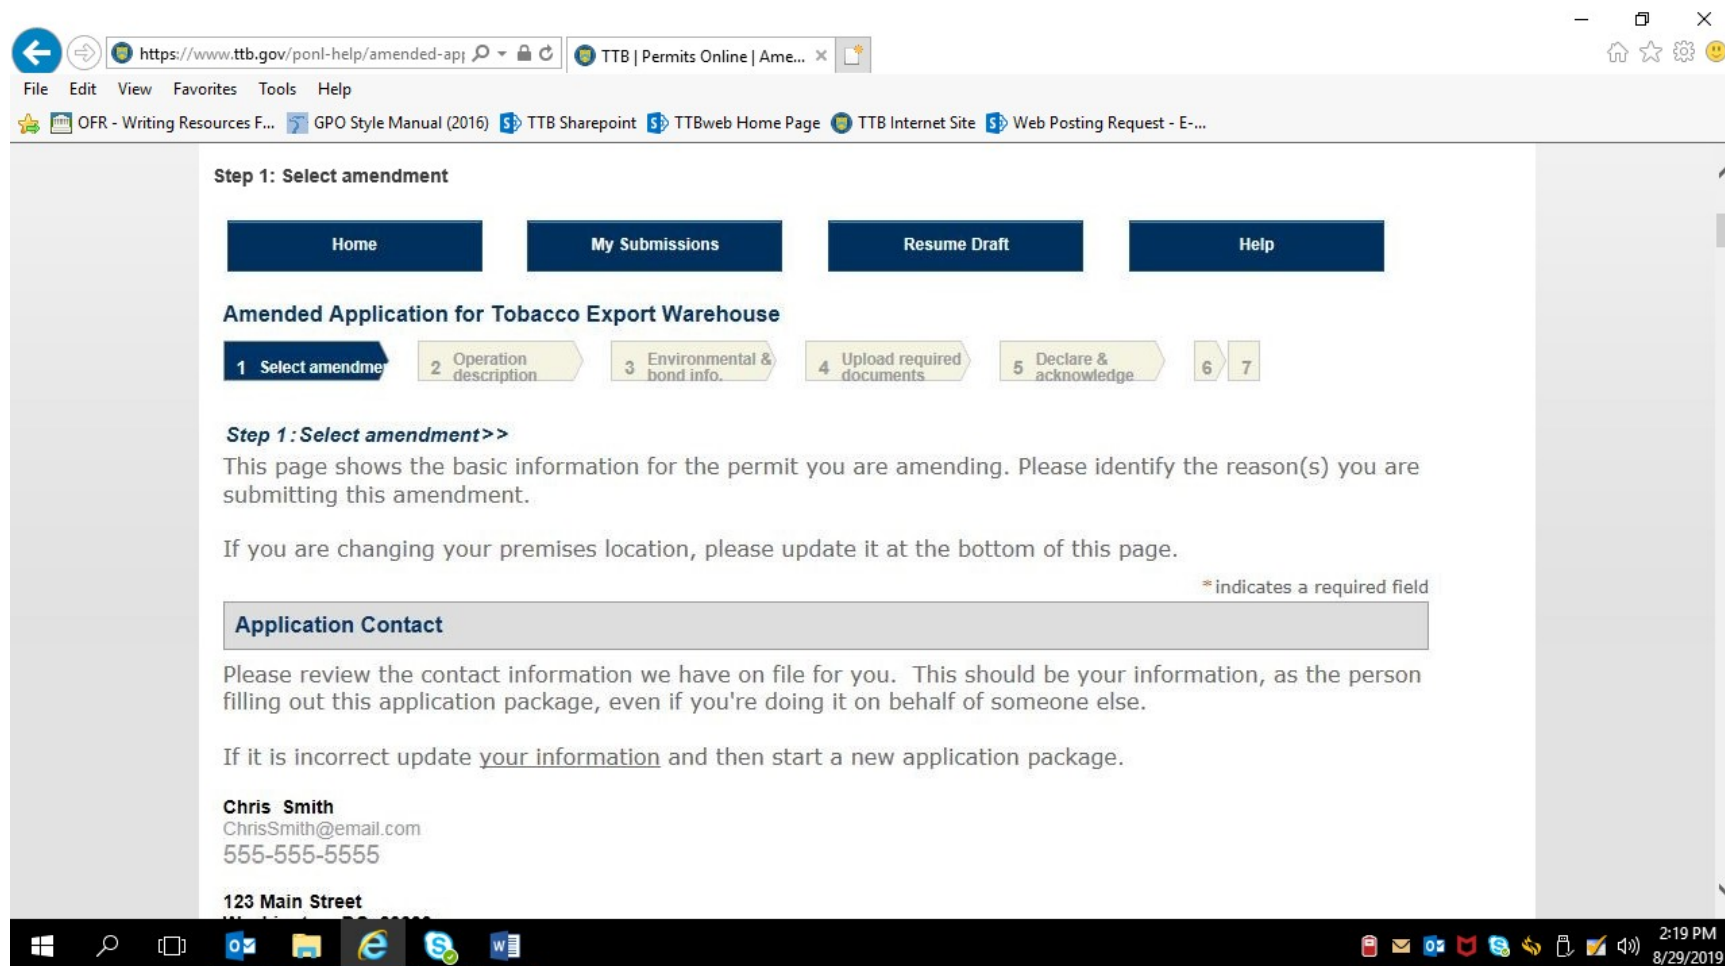 https://www.ttb.gov/ponl-help/amended-ap
TTB | Permits Online | Ame...
File Edit View Favorites Tools Help
OFR - Writing Resources F... GPO Style Manual (2016) TTB Sharepoint TTBweb Home Page TTB Internet Site Web Posting Request - E-...
Step 1: Select amendment
Home My Submissions Resume Draft Help
Amended Application for Tobacco Export Warehouse
1 Select amendme
2 Operation description
3 Environmental & bond info.
4 Upload required documents
5 Declare & acknowledge
6 7
Step 1:Select amendment>>
This page shows the basic information for the permit you are amending. Please identify the reason(s) you are
submitting this amendment.
If you are changing your premises location, please update it at the bottom of this page.
*indicates a required field
Application Contact
Please review the contact information we have on file for you. This should be your information, as the person
filling out this application package, even if you're doing it on behalf of someone else.
If it is incorrect update your information and then start a new application package.
Chris Smith
ChrisSmith@email.com
555-555-5555
123 Main Street
2:19 PM
8/29/2019